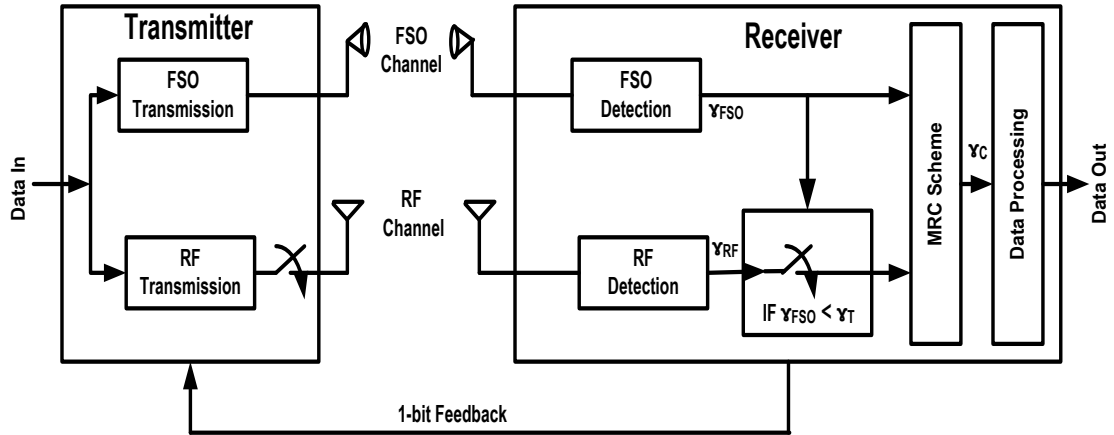 Transmitter
FSO
Channel
Receiver
FSO
Transmission
FSO
Detection
ɣFSO
Data In
RF
Channel
MRC Scheme
ɣC
Data Processing
Data Out
RF
Transmission
RF
Detection
ɣRF
IF ɣFSO < ɣT
1-bit Feedback